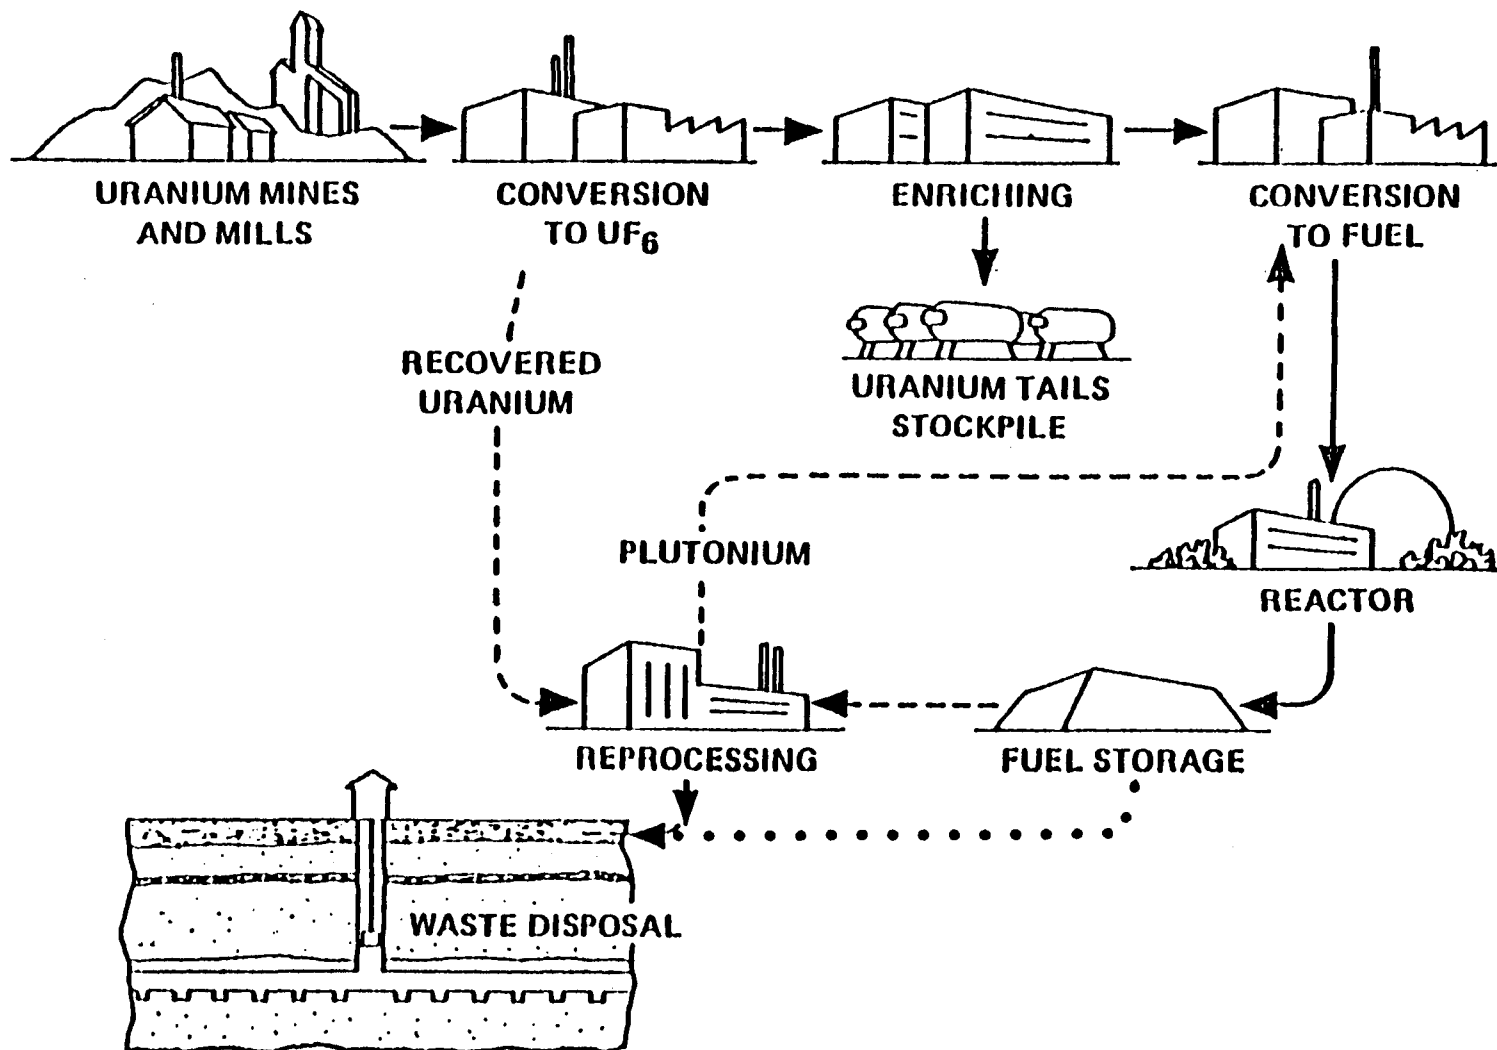 URANIUM MINES
AND MILLS
CONVERSION
TO UF₆
ENRICHING
CONVERSION
TO FUEL
RECOVERED
URANIUM
URANIUM TAILS
STOCKPILE
PLUTONIUM
REACTOR
REPROCESSING
FUEL STORAGE
WASTE DISPOSAL